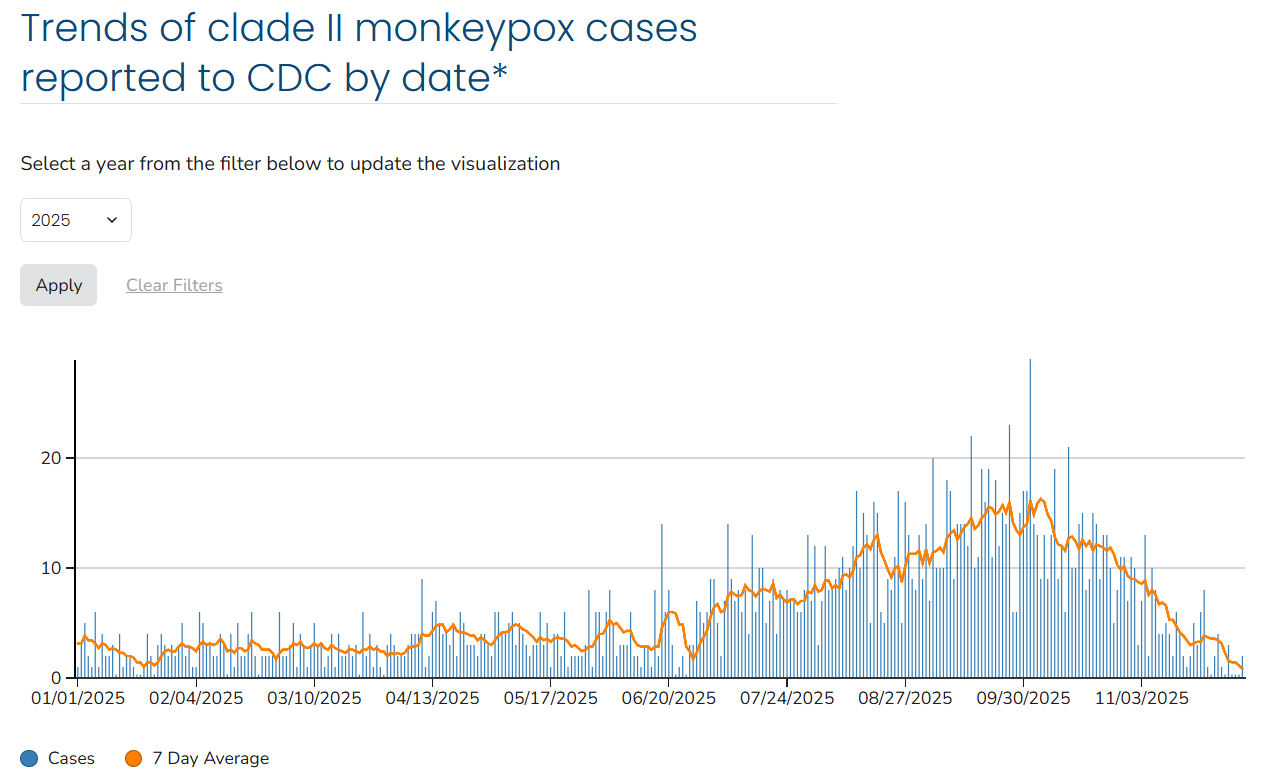 Trends of clade II monkeypox cases
reported to CDC by date*
Select a year from the filter below to update the visualization
2025
Apply Clear Filters
20
10
0
01/01/2025 02/04/2025 03/10/2025 04/13/2025 05/17/2025 06/20/2025 07/24/2025 08/27/2025 09/30/2025 11/03/2025
Cases 7 Day Average